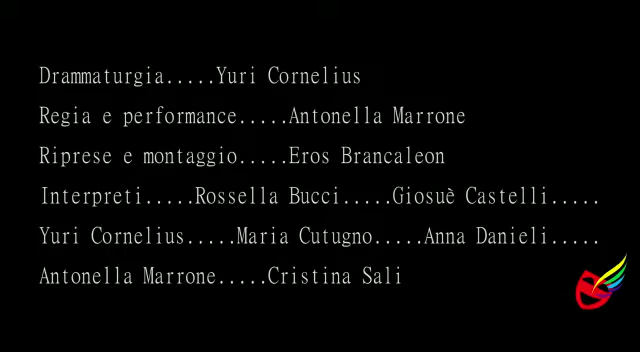 Drammaturgia.....Yuri Cornelius
Regia e performance.....Antonella Marrone
Riprese e montaggio.....Eros Brancaleon
Interpreti.....Rossella Bucci.....Giosuè Castelli.....
Yuri Cornelius.....Maria Cutugno.....Anna Danieli.....
Antonella Marrone.....Cristina Sali